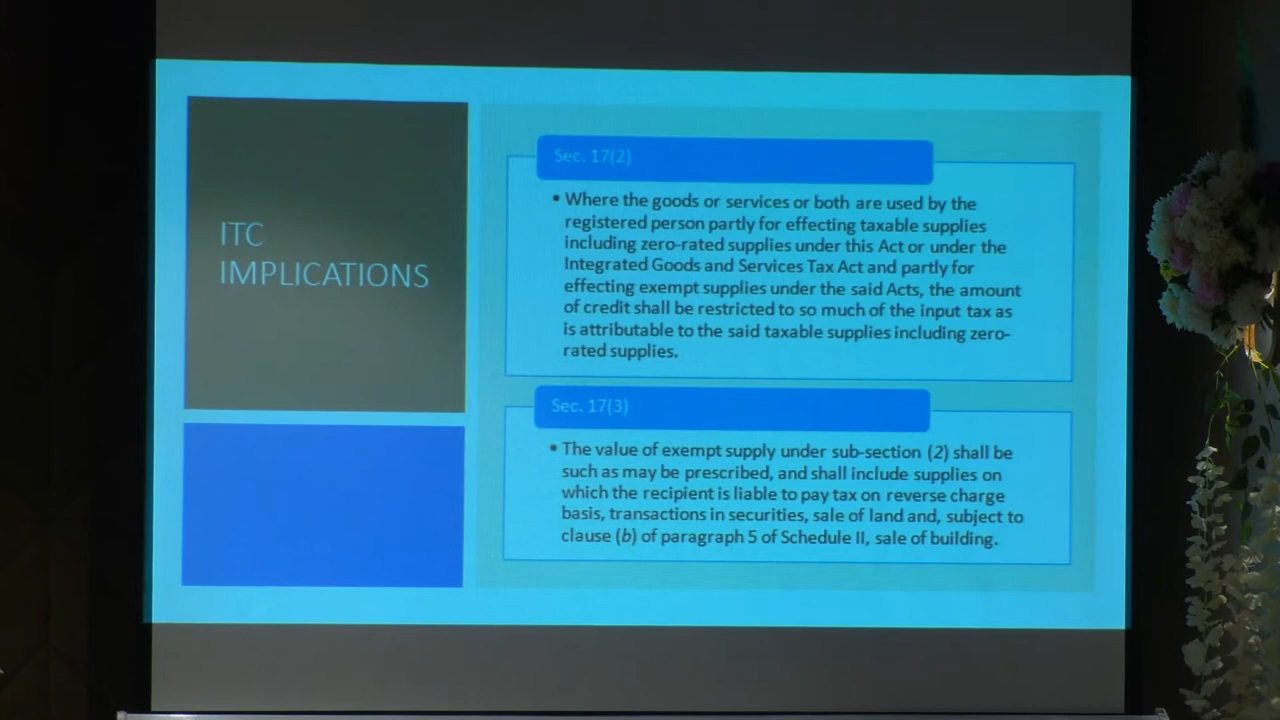 ITC
IMPLICATIONS
Sec. 17(2)
• Where the goods or services or both are used by the
registered person partly for effecting taxable supplies
including zero-rated supplies under this Act or under the
Integrated Goods and Services Tax Act and partly for
effecting exempt supplies under the said Acts, the amount
of credit shall be restricted to so much of the input tax as
is attributable to the said taxable supplies including zero-
rated supplies.
Sec. 17(3)
• The value of exempt supply under sub-section (2) shall be
such as may be prescribed, and shall include supplies on
which the recipient is liable to pay tax on reverse charge
basis, transactions in securities, sale of land and, subject to
clause (b) of paragraph 5 of Schedule II, sale of building.